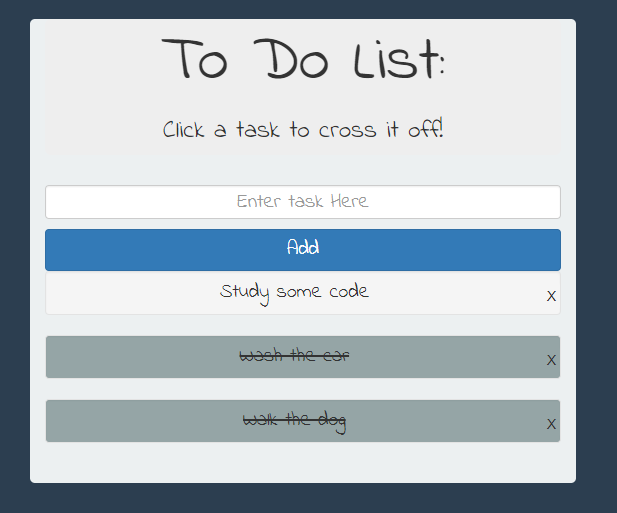 To Do List:
Click a task to cross it off!
Enter task Here
Add
Study some code
x
Wash the car
x
Walk the dog
x